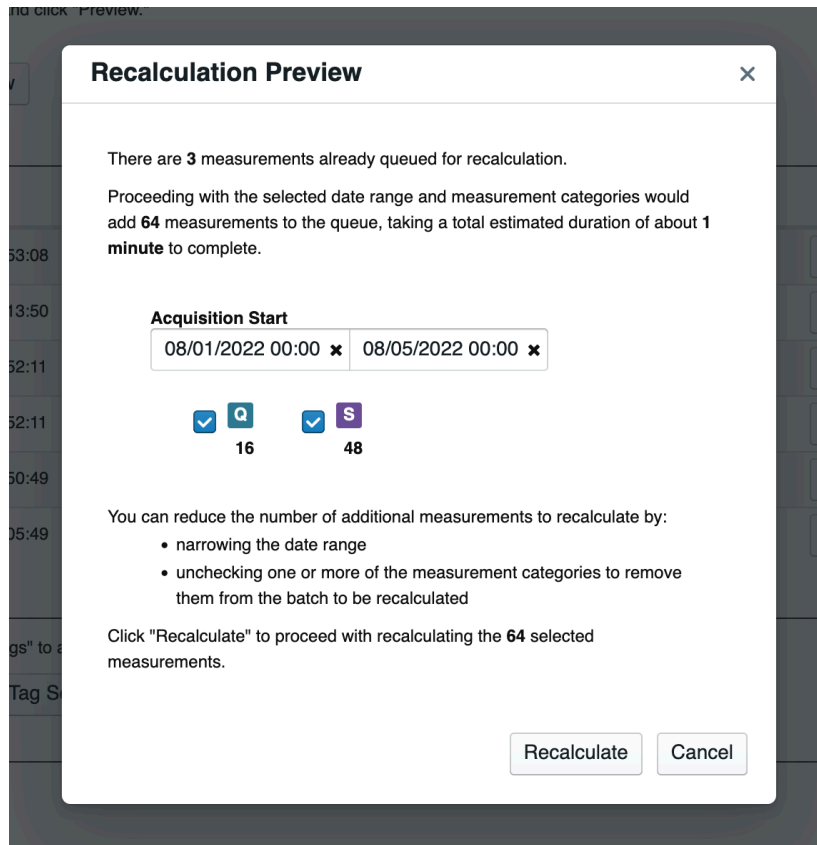 nd click "Preview."
Recalculation Preview
There are 3 measurements already queued for recalculation.
Proceeding with the selected date range and measurement categories would
add 64 measurements to the queue, taking a total estimated duration of about 1
minute to complete.
53:08
13:50
52:11
52:11
50:49
05:49
Acquisition Start
08/01/2022 00:00 ✖ 08/05/2022 00:00 ✖
Q S
16 48
You can reduce the number of additional measurements to recalculate by:
• narrowing the date range
• unchecking one or more of the measurement categories to remove
them from the batch to be recalculated
Click "Recalculate" to proceed with recalculating the 64 selected
measurements.
gs" to a
Tag S
Recalculate Cancel